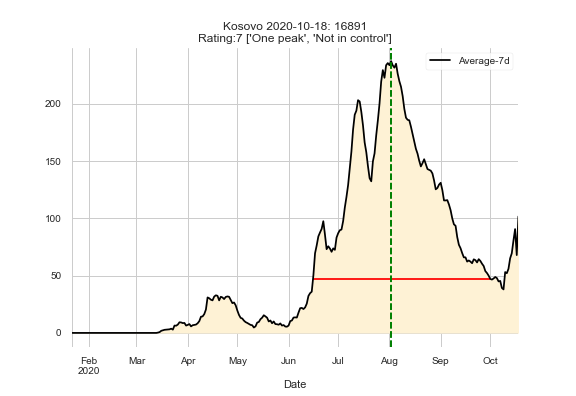 Kosovo 2020-10-18: 16891
Rating:7 ['One peak', 'Not in control']
Average-7d
200
150
100
50
0
Feb Mar Apr May Jun Jul Aug Sep Oct
2020
Date